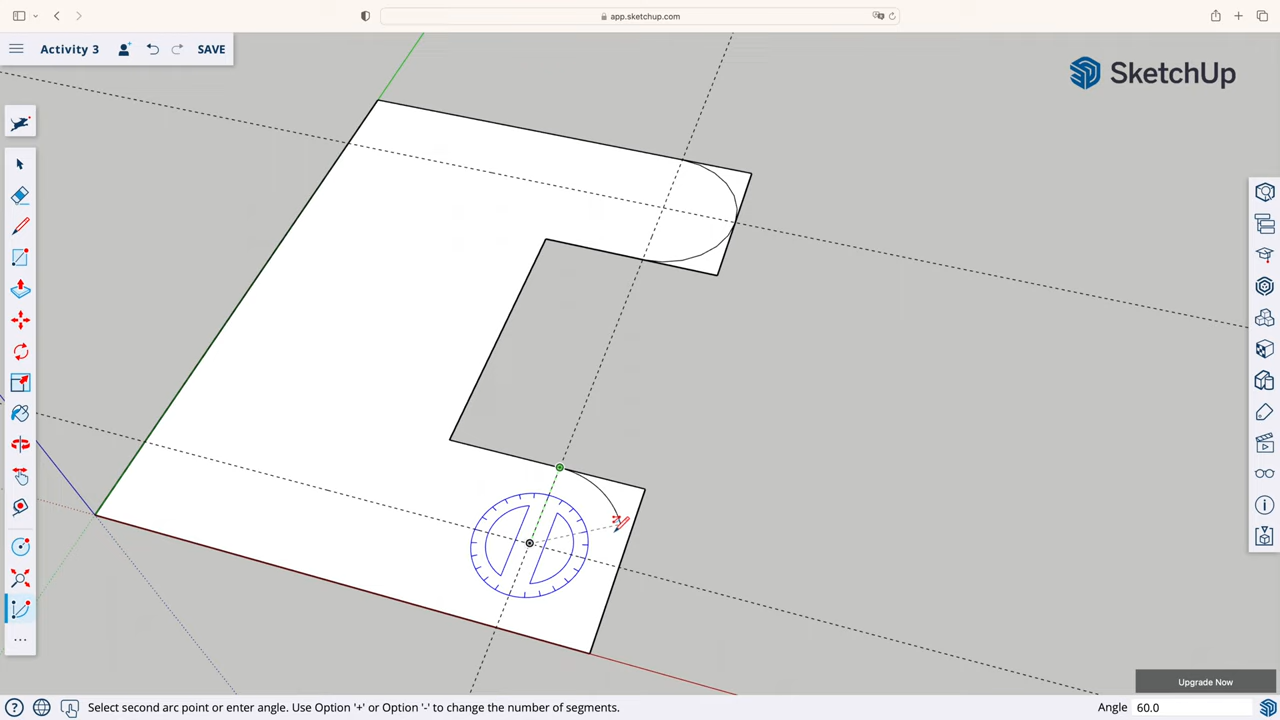 app.sketchup.com
Activity 3
SAVE
SketchUp
Upgrade Now
Select second arc point or enter angle. Use Option '+' or Option '-' to change the number of segments.
Angle 60.0